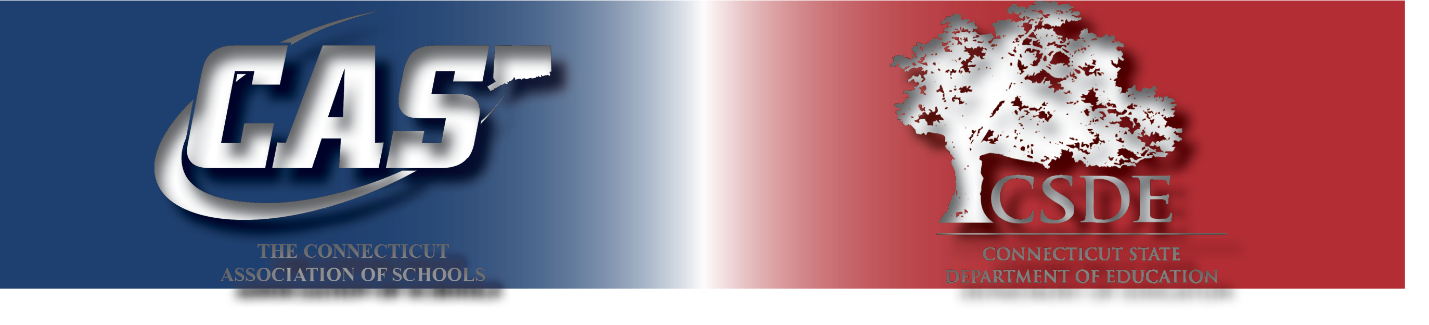 CAS
THE CONNECTICUT
ASSOCIATION OF SCHOOLS
CSDE
CONNECTICUT STATE
DEPARTMENT OF EDUCATION